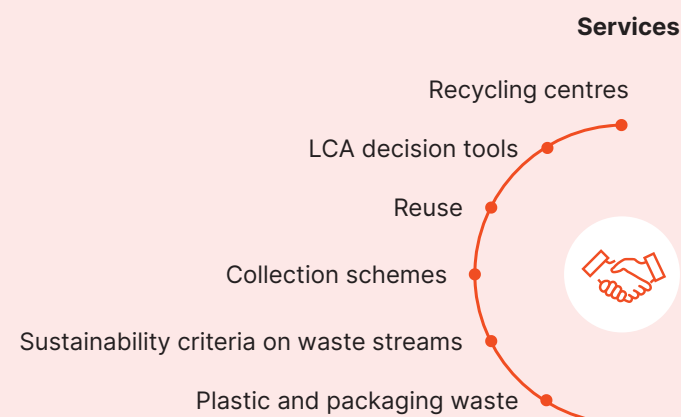 Services
Recycling centres
LCA decision tools
Reuse
Collection schemes
Sustainability criteria on waste streams
Plastic and packaging waste